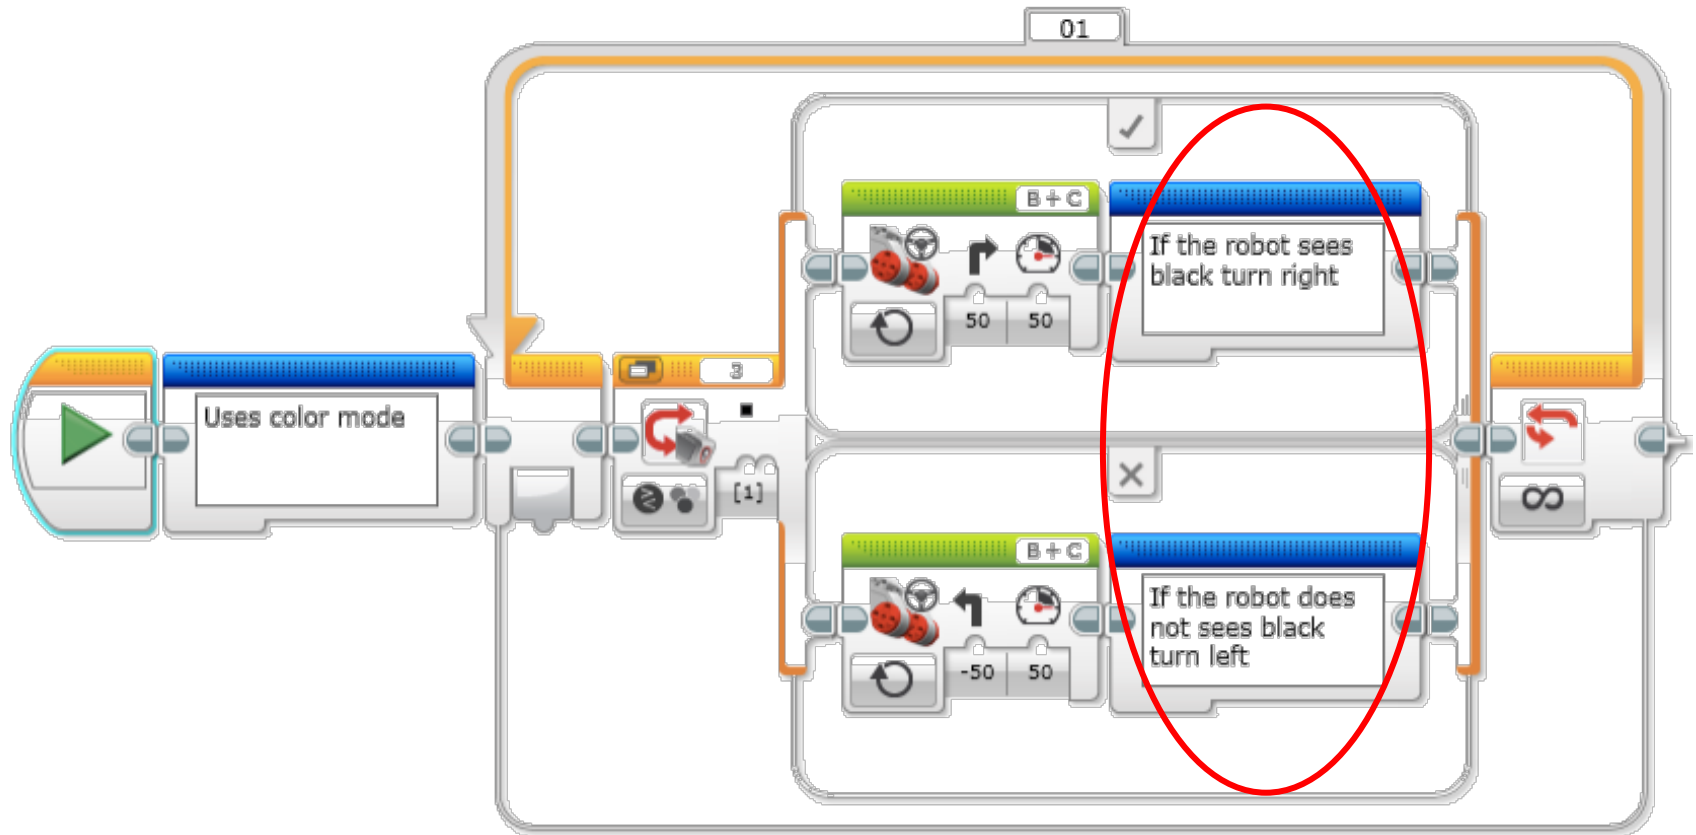 01
B + C
If the robot sees
black turn right
50 50
3
Uses color mode
[1]
B + C
If the robot does
not sees black
turn left
-50 50